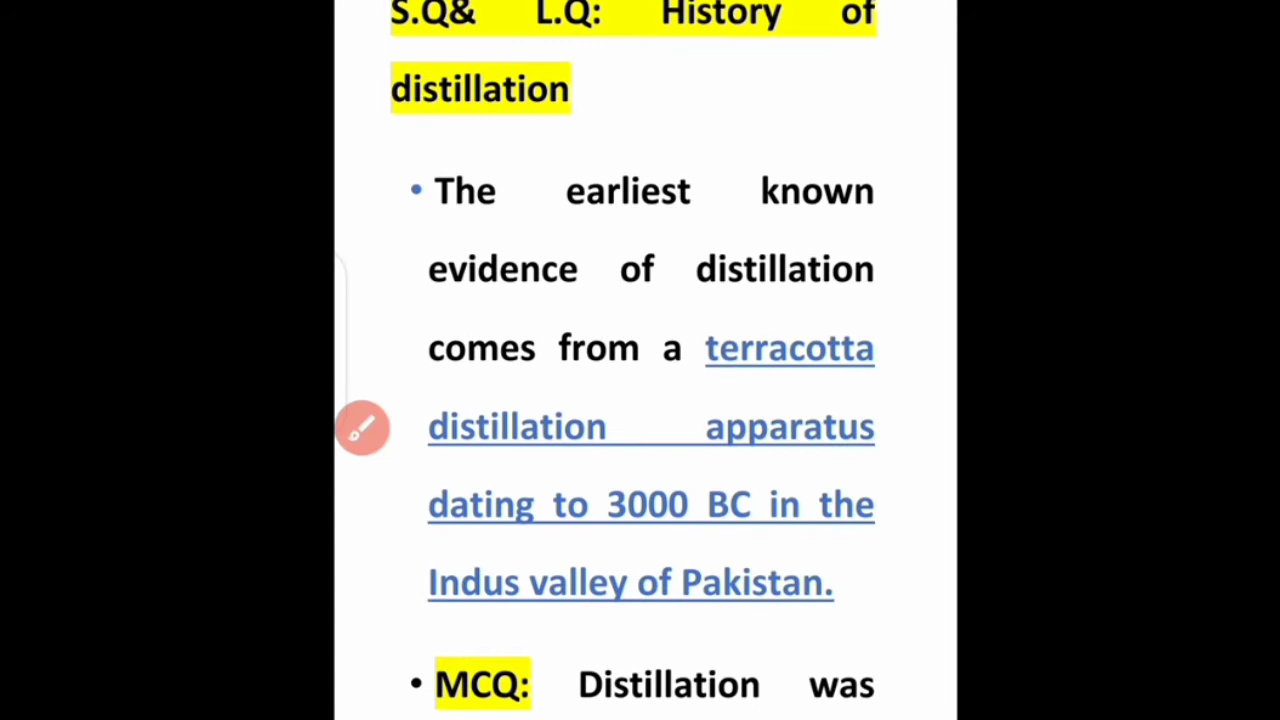 S.Q& L.Q: History of
distillation
• The earliest known
evidence of distillation
comes from a terracotta
distillation apparatus
dating to 3000 BC in the
Indus valley of Pakistan.
• MCQ: Distillation was